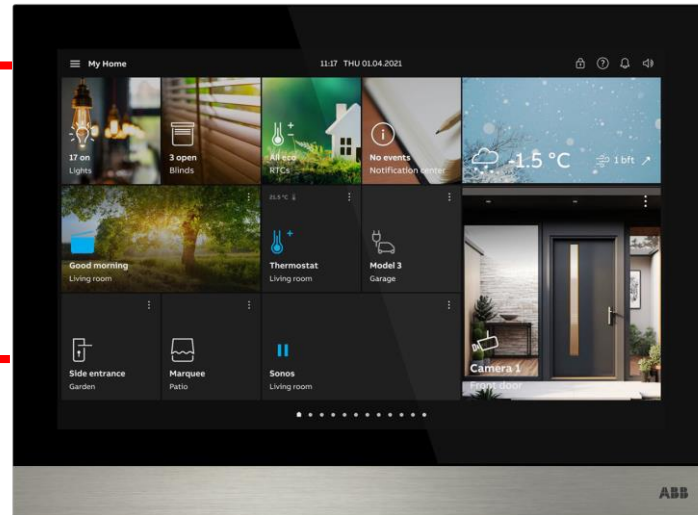 My Home
11:17 THU 01.04.2021
17 on
Lights
3 open
Blinds
All eco
RTCs
No events
Notification center
-1.5 °C
1 bft
Good morning
Living room
21.5 °C
Thermostat
Living room
Model 3
Garage
Camera 1
Front door
Side entrance
Garden
Marquee
Patio
Sonos
Living room
ABB